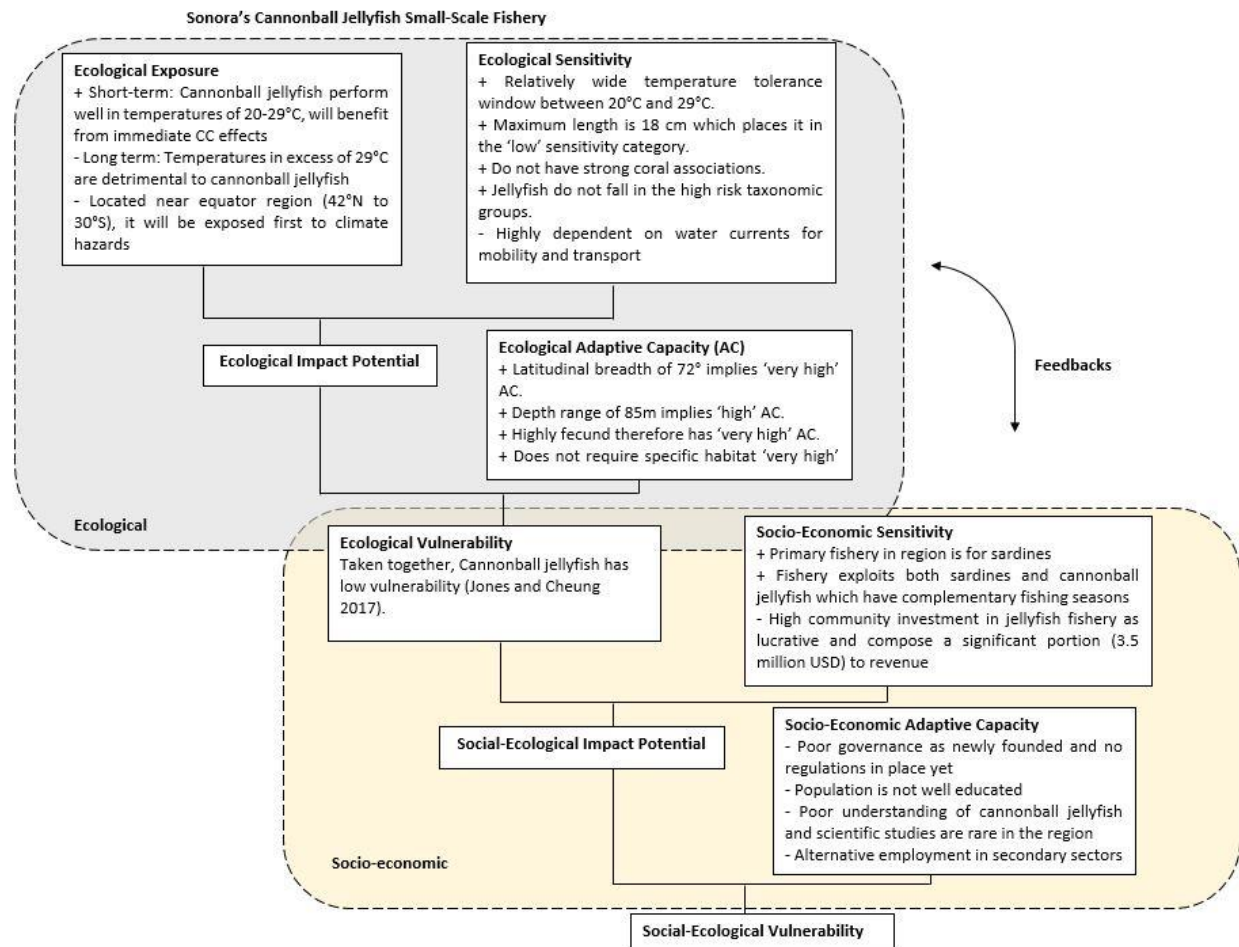 Sonora's Cannonball Jellyfish Small-Scale Fishery
Ecological Exposure
+ Short-term: Cannonball jellyfish perform
well in temperatures of 20-29°C, will benefit
from immediate CC effects
- Long term: Temperatures in excess of 29°C
are detrimental to cannonball jellyfish
- Located near equator region (42°N to
30°S), it will be exposed first to climate
hazards
Ecological Sensitivity
+ Relatively wide temperature tolerance
window between 20°C and 29°C.
+ Maximum length is 18 cm which places it in
the 'low' sensitivity category.
+ Do not have strong coral associations.
+ Jellyfish do not fall in the high risk taxonomic
groups.
- Highly dependent on water currents for
mobility and transport
Ecological Impact Potential
Ecological Adaptive Capacity (AC)
+ Latitudinal breadth of 72° implies 'very high'
AC.
+ Depth range of 85m implies 'high' AC.
+ Highly fecund therefore has 'very high' AC.
+ Does not require specific habitat 'very high'
Feedbacks
Ecological
Ecological Vulnerability
Taken together, Cannonball jellyfish has
low vulnerability (Jones and Cheung
2017).
Socio-Economic Sensitivity
+ Primary fishery in region is for sardines
+ Fishery exploits both sardines and cannonball
jellyfish which have complementary fishing seasons
- High community investment in jellyfish fishery as
lucrative and compose a significant portion (3.5
million USD) to revenue
Social-Ecological Impact Potential
Socio-Economic Adaptive Capacity
- Poor governance as newly founded and no
regulations in place yet
- Population is not well educated
- Poor understanding of cannonball jellyfish
and scientific studies are rare in the region
- Alternative employment in secondary sectors
Socio-economic
Social-Ecological Vulnerability